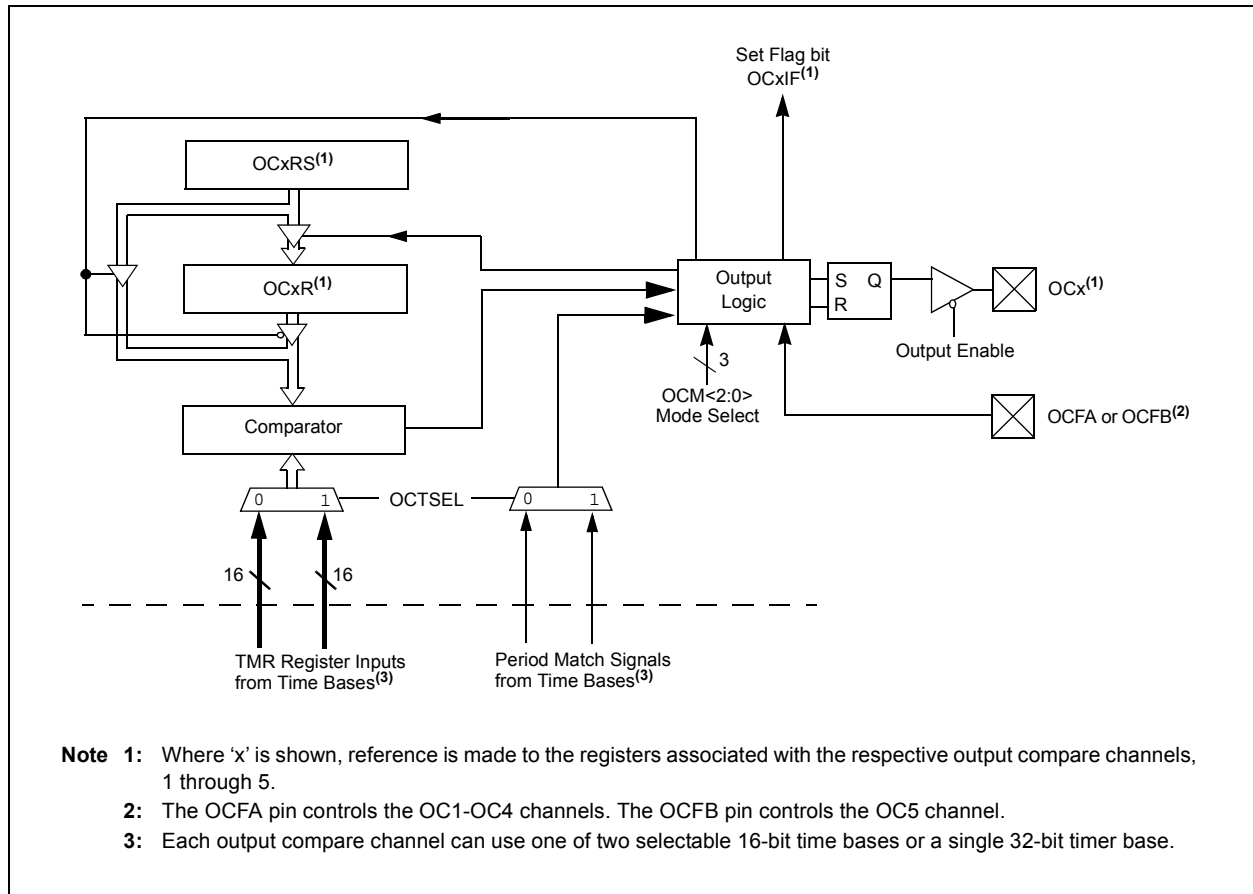 Set Flag bit
OCxIF(1)
OCxRS(1)
OCxR(1)
Output
Logic
S Q
R
OCx(1)
Output Enable
3
OCM<2:0>
Mode Select
OCFA or OCFB(2)
Comparator
0 1
OCTSEL
0 1
16
16
TMR Register Inputs
from Time Bases(3)
Period Match Signals
from Time Bases(3)
Note 1: Where ‘x’ is shown, reference is made to the registers associated with the respective output compare channels,
1 through 5.
2: The OCFA pin controls the OC1-OC4 channels. The OCFB pin controls the OC5 channel.
3: Each output compare channel can use one of two selectable 16-bit time bases or a single 32-bit timer base.